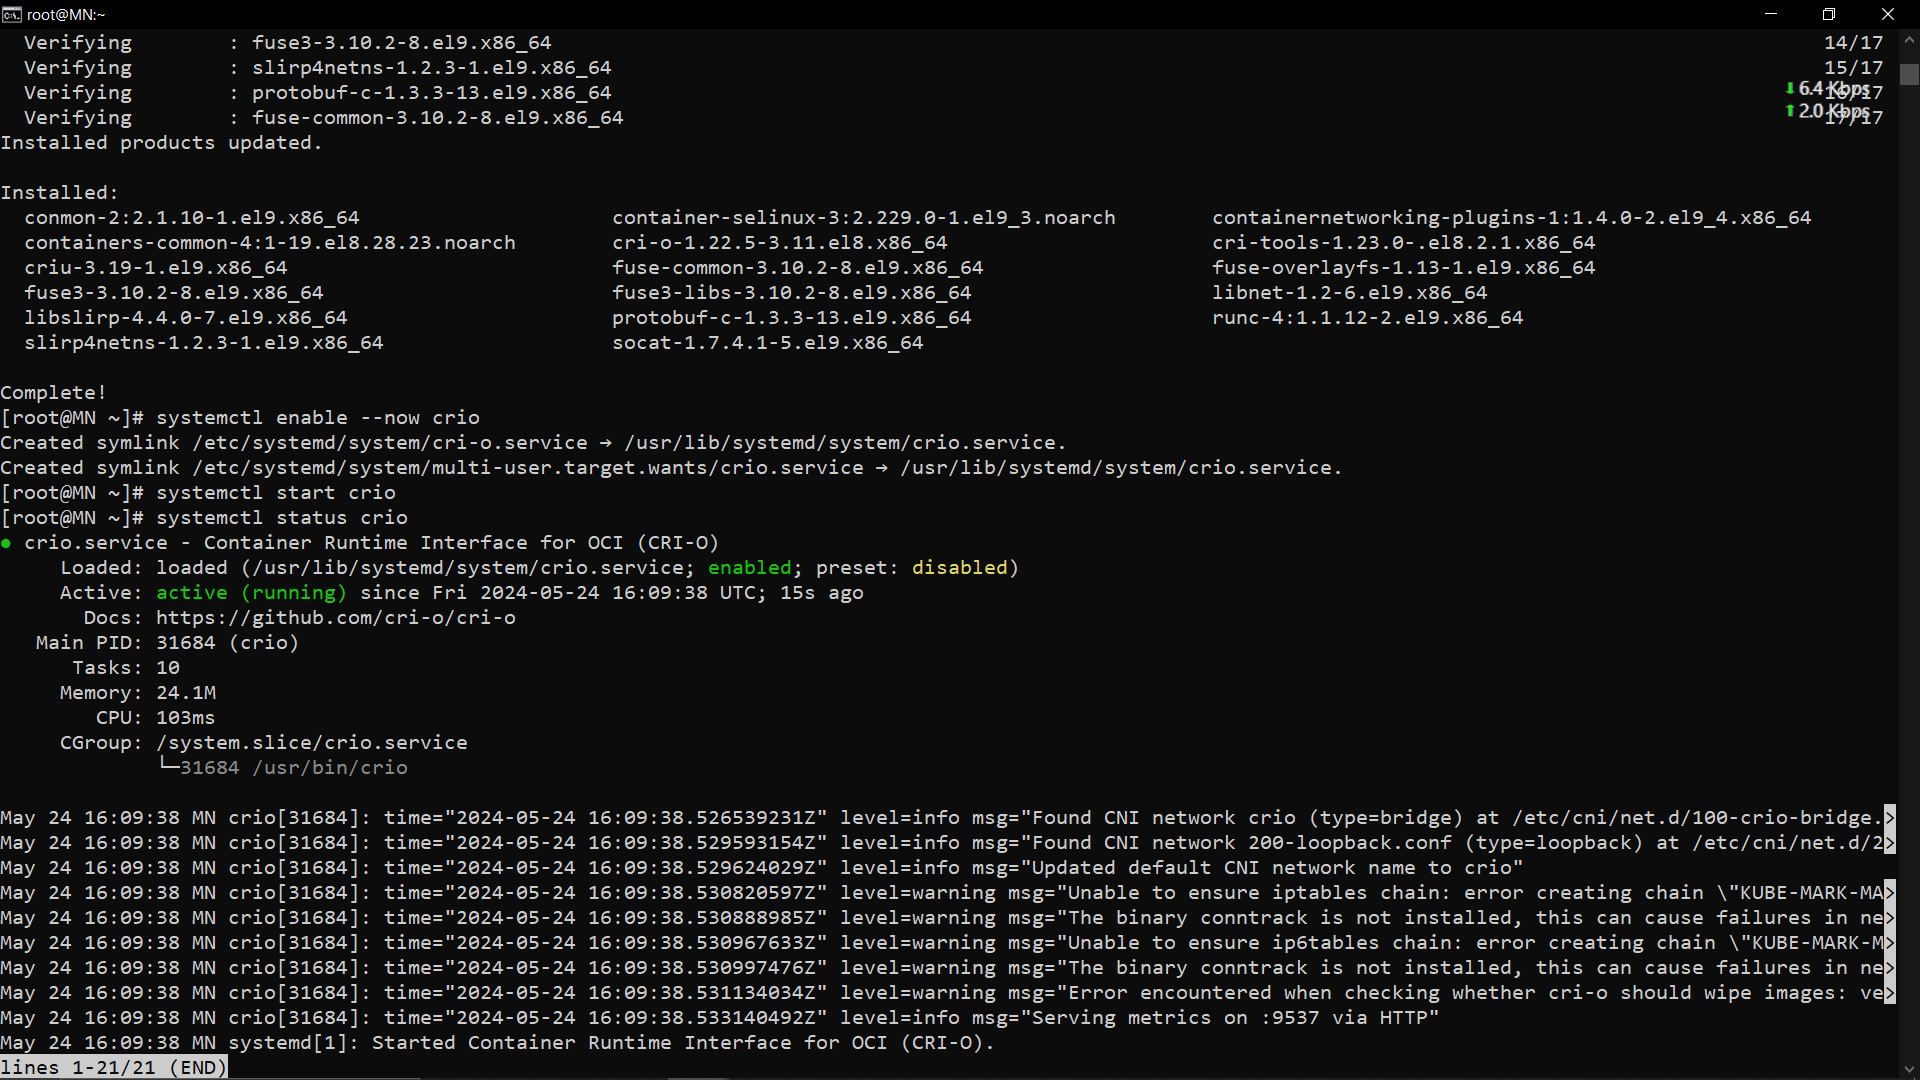 root@MN:~
  Verifying        : fuse3-3.10.2-8.el9.x86_64 14/17
  Verifying        : slirp4netns-1.2.3-1.el9.x86_64 15/17
  Verifying        : protobuf-c-1.3.3-13.el9.x86_64 16/17
6.4 Kbps
  Verifying        : fuse-common-3.10.2-8.el9.x86_64 17/17
2.0 Kbps
Installed products updated.
Installed:
  conmon-2:2.1.10-1.el9.x86_64 container-selinux-3:2.229.0-1.el9_3.noarch containernetworking-plugins-1:1.4.0-2.el9_4.x86_64
  containers-common-4:1-19.el8.28.23.noarch cri-o-1.22.5-3.11.el8.x86_64 cri-tools-1.23.0-.el8.2.1.x86_64
  criu-3.19-1.el9.x86_64 fuse-common-3.10.2-8.el9.x86_64 fuse-overlayfs-1.13-1.el9.x86_64
  fuse3-3.10.2-8.el9.x86_64 fuse3-libs-3.10.2-8.el9.x86_64 libnet-1.2-6.el9.x86_64
  libslirp-4.4.0-7.el9.x86_64 protobuf-c-1.3.3-13.el9.x86_64 runc-4:1.1.12-2.el9.x86_64
  slirp4netns-1.2.3-1.el9.x86_64 socat-1.7.4.1-5.el9.x86_64
Complete!
[root@MN ~]# systemctl enable --now crio
Created symlink /etc/systemd/system/cri-o.service → /usr/lib/systemd/system/crio.service.
Created symlink /etc/systemd/system/multi-user.target.wants/crio.service → /usr/lib/systemd/system/crio.service.
[root@MN ~]# systemctl start crio
[root@MN ~]# systemctl status crio
● crio.service - Container Runtime Interface for OCI (CRI-O)
     Loaded: loaded (/usr/lib/systemd/system/crio.service; enabled; preset: disabled)
     Active: active (running) since Fri 2024-05-24 16:09:38 UTC; 15s ago
       Docs: https://github.com/cri-o/cri-o
   Main PID: 31684 (crio)
      Tasks: 10
     Memory: 24.1M
        CPU: 103ms
     CGroup: /system.slice/crio.service
             └─31684 /usr/bin/crio
May 24 16:09:38 MN crio[31684]: time="2024-05-24 16:09:38.526539231Z" level=info msg="Found CNI network crio (type=bridge) at /etc/cni/net.d/100-crio-bridge.>
May 24 16:09:38 MN crio[31684]: time="2024-05-24 16:09:38.529593154Z" level=info msg="Found CNI network 200-loopback.conf (type=loopback) at /etc/cni/net.d/2>
May 24 16:09:38 MN crio[31684]: time="2024-05-24 16:09:38.529624029Z" level=info msg="Updated default CNI network name to crio"
May 24 16:09:38 MN crio[31684]: time="2024-05-24 16:09:38.530820597Z" level=warning msg="Unable to ensure iptables chain: error creating chain \"KUBE-MARK-MA>
May 24 16:09:38 MN crio[31684]: time="2024-05-24 16:09:38.530888985Z" level=warning msg="The binary conntrack is not installed, this can cause failures in ne>
May 24 16:09:38 MN crio[31684]: time="2024-05-24 16:09:38.530967633Z" level=warning msg="Unable to ensure ip6tables chain: error creating chain \"KUBE-MARK-M>
May 24 16:09:38 MN crio[31684]: time="2024-05-24 16:09:38.530997476Z" level=warning msg="The binary conntrack is not installed, this can cause failures in ne>
May 24 16:09:38 MN crio[31684]: time="2024-05-24 16:09:38.531134034Z" level=warning msg="Error encountered when checking whether cri-o should wipe images: ve>
May 24 16:09:38 MN crio[31684]: time="2024-05-24 16:09:38.533140492Z" level=info msg="Serving metrics on :9537 via HTTP"
May 24 16:09:38 MN systemd[1]: Started Container Runtime Interface for OCI (CRI-O).
lines 1-21/21 (END)